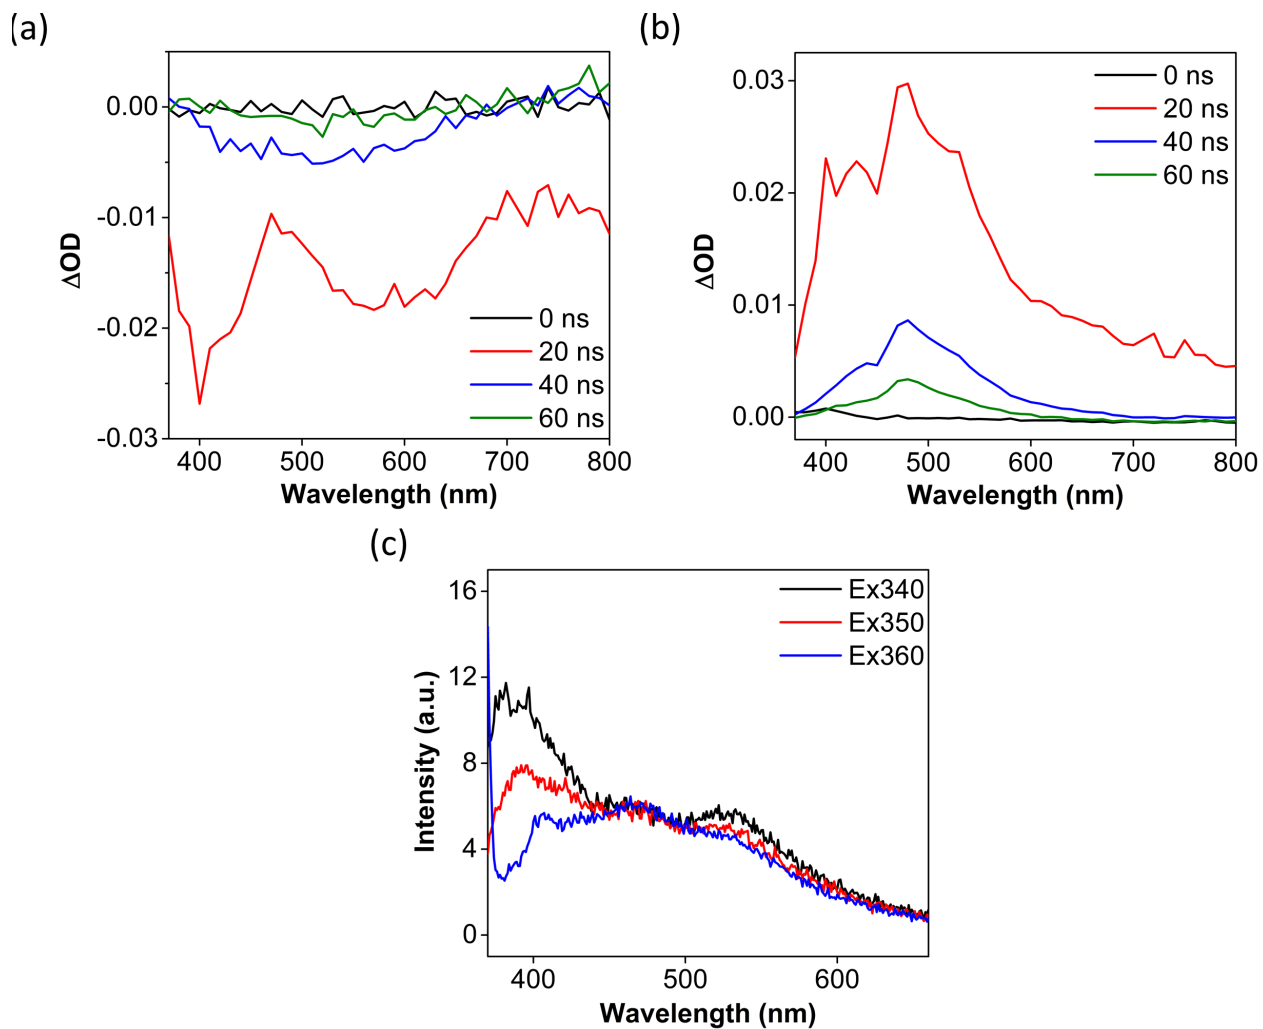 (a)
0.00
-0.01
-0.02
-0.03
ΔOD
400 500 600 700 800
Wavelength (nm)
0 ns
20 ns
40 ns
60 ns
(b)
0.03
0.02
0.01
0.00
ΔOD
400 500 600 700 800
Wavelength (nm)
0 ns
20 ns
40 ns
60 ns
(c)
16
12
8
4
0
Intensity (a.u.)
400 500 600
Wavelength (nm)
Ex340
Ex350
Ex360